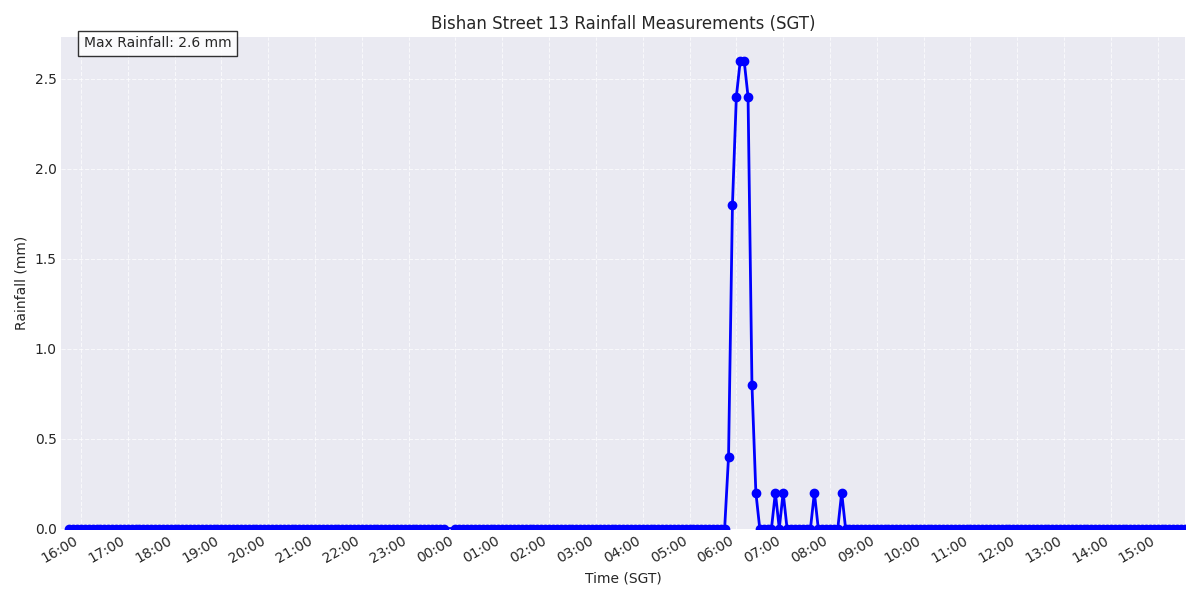 Bishan Street 13 Rainfall Measurements (SGT)
Max Rainfall: 2.6 mm
2.5
2.0
1.5
1.0
0.5
0.0
Rainfall (mm)
16:00 17:00 18:00 19:00 20:00 21:00 22:00 23:00 00:00 01:00 02:00 03:00 04:00 05:00 06:00 07:00 08:00 09:00 10:00 11:00 12:00 13:00 14:00 15:00
Time (SGT)